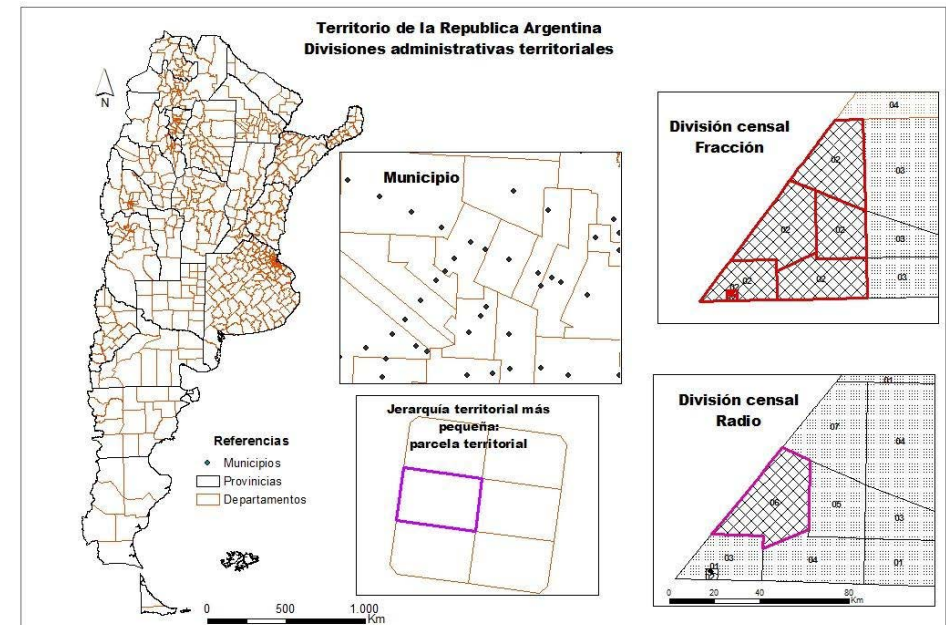 Territorio de la Republica Argentina
Divisiones administrativas territoriales
N
Municipio
División censal
Fracción
04
02
03
02
02
03
02
02
03
Jerarquía territorial más
pequeña:
parcela territorial
División censal
Radio
01
07
04
06
05
03
03
04
01
01
Referencias
Municipios
Provinicias
Departamentos
0 500 1.000
Km
0 20 40 80
Km